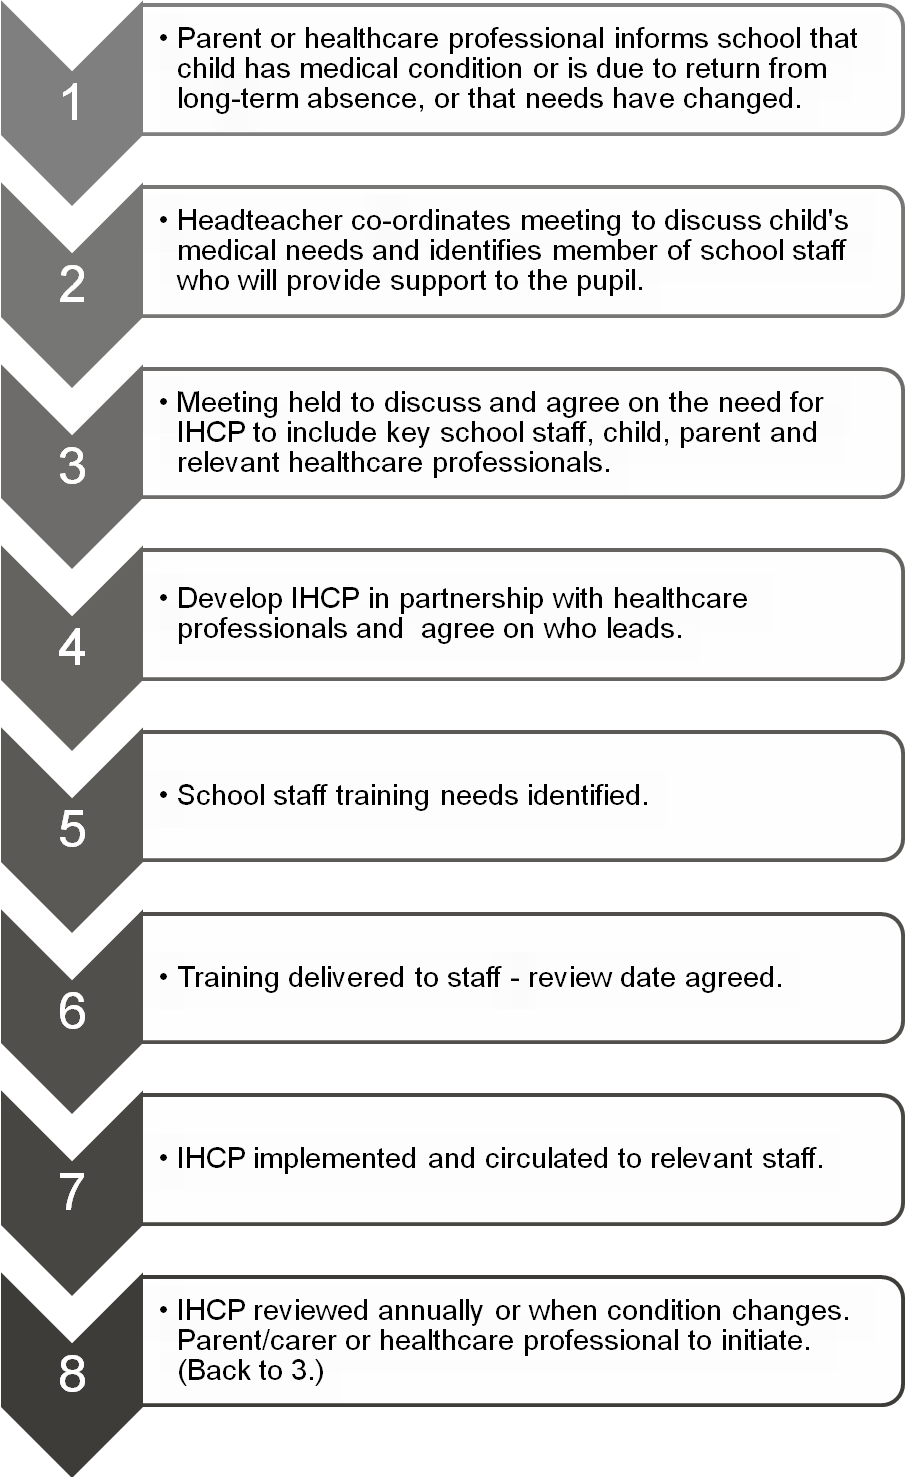 1
• Parent or healthcare professional informs school that
child has medical condition or is due to return from
long-term absence, or that needs have changed.
2
• Headteacher co-ordinates meeting to discuss child's
medical needs and identifies member of school staff
who will provide support to the pupil.
3
• Meeting held to discuss and agree on the need for
IHCP to include key school staff, child, parent and
relevant healthcare professionals.
4
• Develop IHCP in partnership with healthcare
professionals and  agree on who leads.
5
• School staff training needs identified.
6
• Training delivered to staff - review date agreed.
7
• IHCP implemented and circulated to relevant staff.
8
• IHCP reviewed annually or when condition changes.
Parent/carer or healthcare professional to initiate.
(Back to 3.)